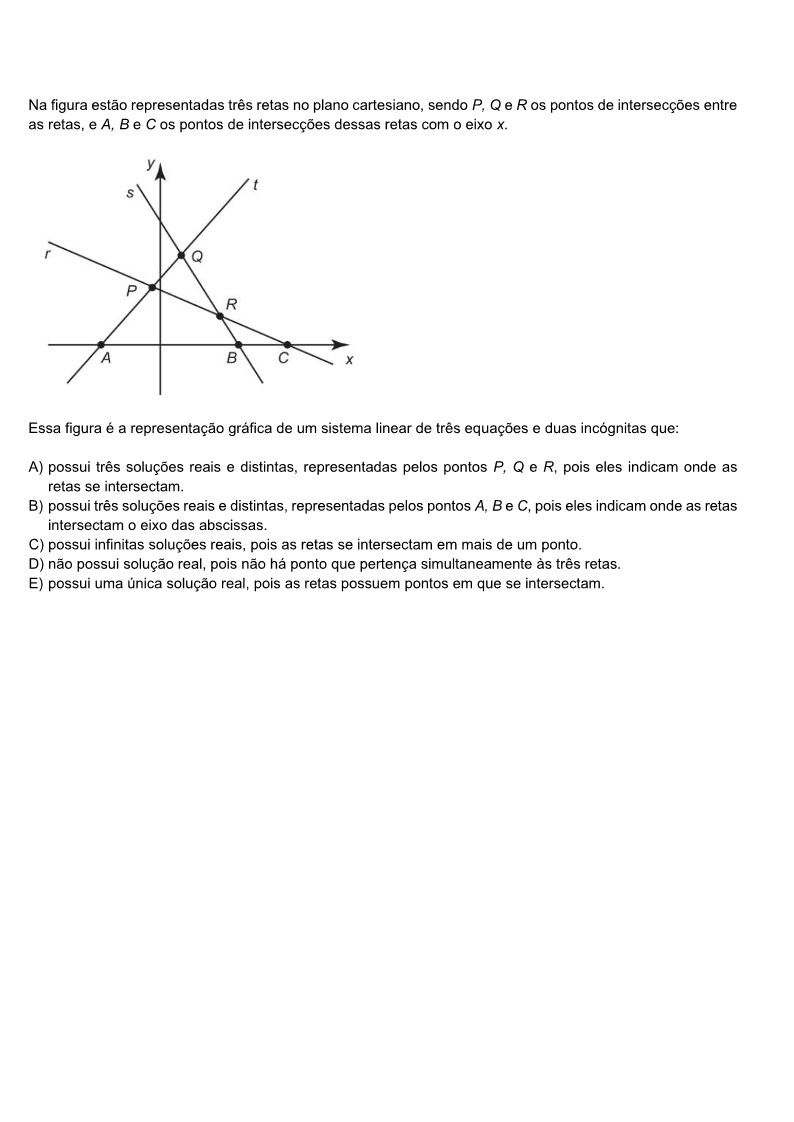 Na figura estão representadas três retas no plano cartesiano, sendo P, Q e R os pontos de intersecções entre
as retas, e A, B e C os pontos de intersecções dessas retas com o eixo x.
y
s
t
r
Q
P
R
A
B
C
x
Essa figura é a representação gráfica de um sistema linear de três equações e duas incógnitas que:
A) possui três soluções reais e distintas, representadas pelos pontos P, Q e R, pois eles indicam onde as
retas se intersectam.
B) possui três soluções reais e distintas, representadas pelos pontos A, B e C, pois eles indicam onde as retas
intersectam o eixo das abscissas.
C) possui infinitas soluções reais, pois as retas se intersectam em mais de um ponto.
D) não possui solução real, pois não há ponto que pertença simultaneamente às três retas.
E) possui uma única solução real, pois as retas possuem pontos em que se intersectam.